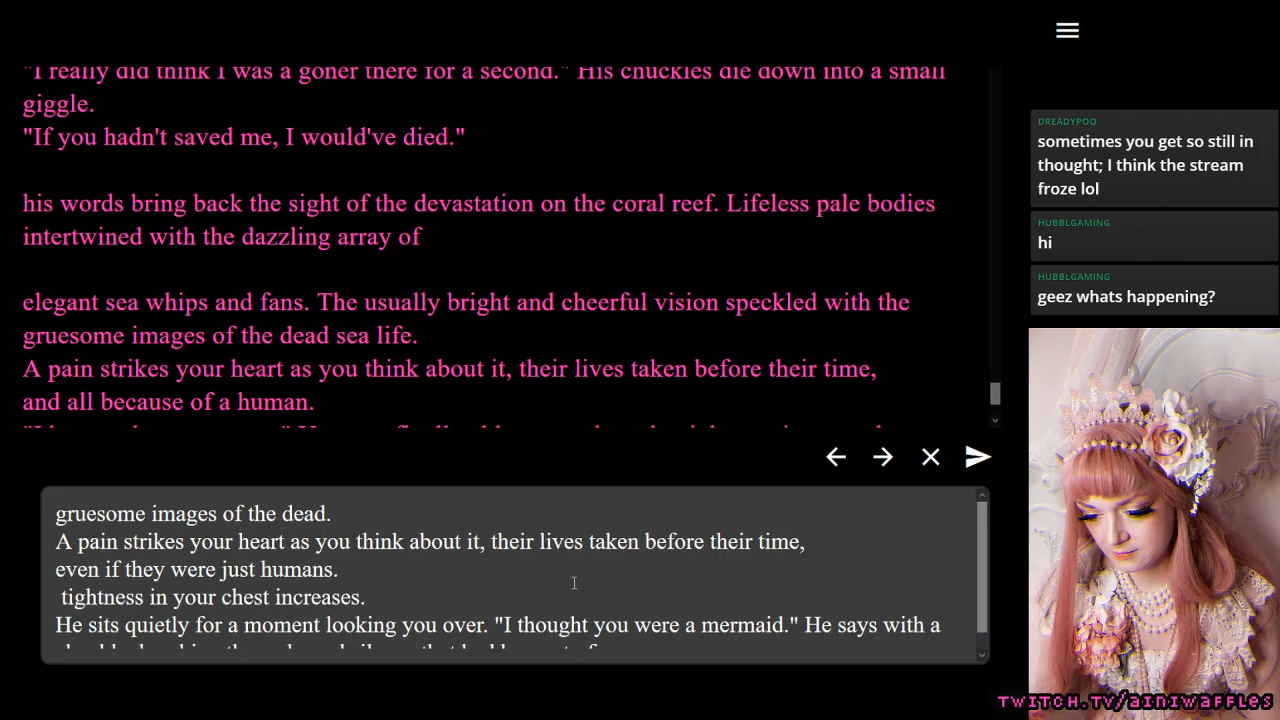 "I really did think I was a goner there for a second." His chuckles die down into a small
giggle.
"If you hadn't saved me, I would've died."
his words bring back the sight of the devastation on the coral reef. Lifeless pale bodies
intertwined with the dazzling array of
elegant sea whips and fans. The usually bright and cheerful vision speckled with the
gruesome images of the dead sea life.
A pain strikes your heart as you think about it, their lives taken before their time,
and all because of a human.
gruesome images of the dead.
A pain strikes your heart as you think about it, their lives taken before their time,
even if they were just humans.
tightness in your chest increases.
He sits quietly for a moment looking you over. "I thought you were a mermaid." He says with a
DREADYPOO
sometimes you get so still in
thought; I think the stream
froze lol
HUBBLGAMING
hi
HUBBLGAMING
geez whats happening?
TWITCH.TV/AINIWAFFLES